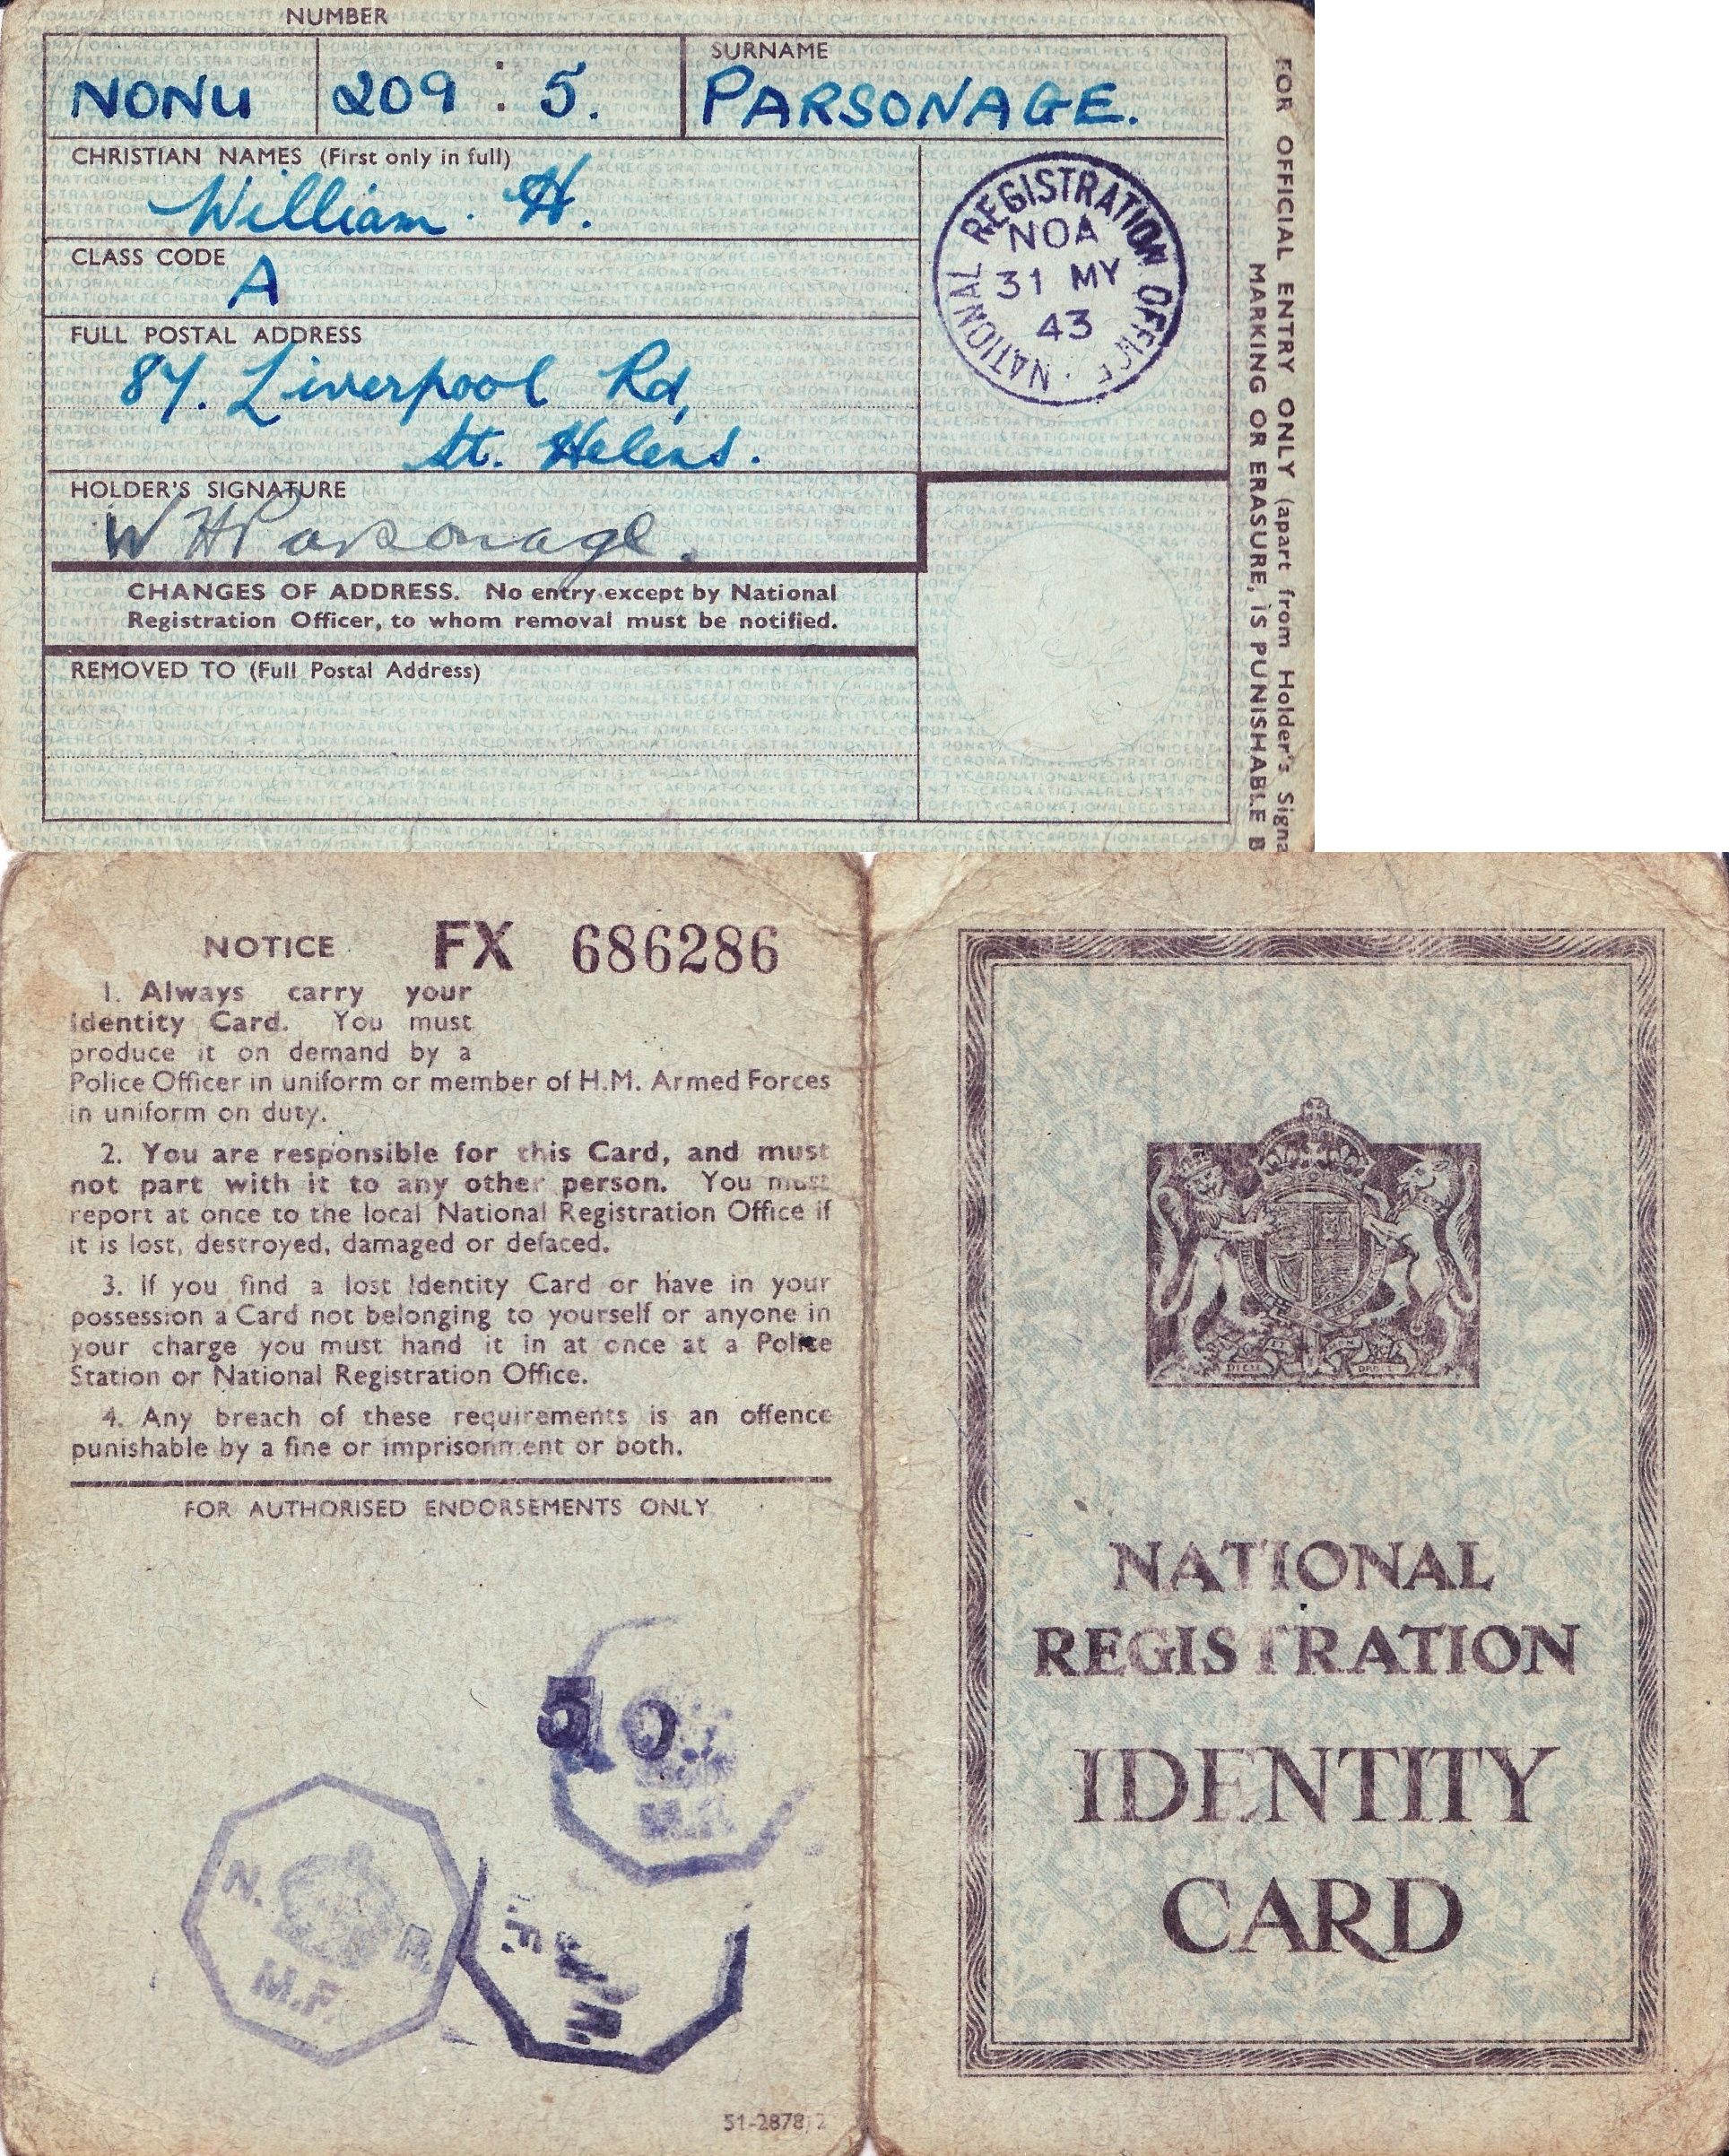 NUMBER
NONU 209 : 5.
SURNAME
PARSONAGE.
CHRISTIAN NAMES (First only in full)
William. H.
CLASS CODE
A
FULL POSTAL ADDRESS
84. Liverpool Rd,
St. Helens.
HOLDER'S SIGNATURE
W H Parsonage.
CHANGES OF ADDRESS. No entry except by National
Registration Officer, to whom removal must be notified.
REMOVED TO (Full Postal Address)
NATIONAL REGISTRATION OFFICE
NOA
31 MY
43
FOR OFFICIAL ENTRY ONLY (apart from Holder's Signa
MARKING OR ERASURE, IS PUNISHABLE B
NOTICE FX 686286
1. Always carry your
Identity Card. You must
produce it on demand by a
Police Officer in uniform or member of H.M. Armed Forces
in uniform on duty.
2. You are responsible for this Card, and must
not part with it to any other person. You must
report at once to the local National Registration Office if
it is lost, destroyed, damaged or defaced.
3. If you find a lost Identity Card or have in your
possession a Card not belonging to yourself or anyone in
your charge you must hand it in at once at a Police
Station or National Registration Office.
4. Any breach of these requirements is an offence
punishable by a fine or imprisonment or both.
FOR AUTHORISED ENDORSEMENTS ONLY
50
N. R.
M.F.
51-2878/2
NATIONAL
REGISTRATION
IDENTITY
CARD